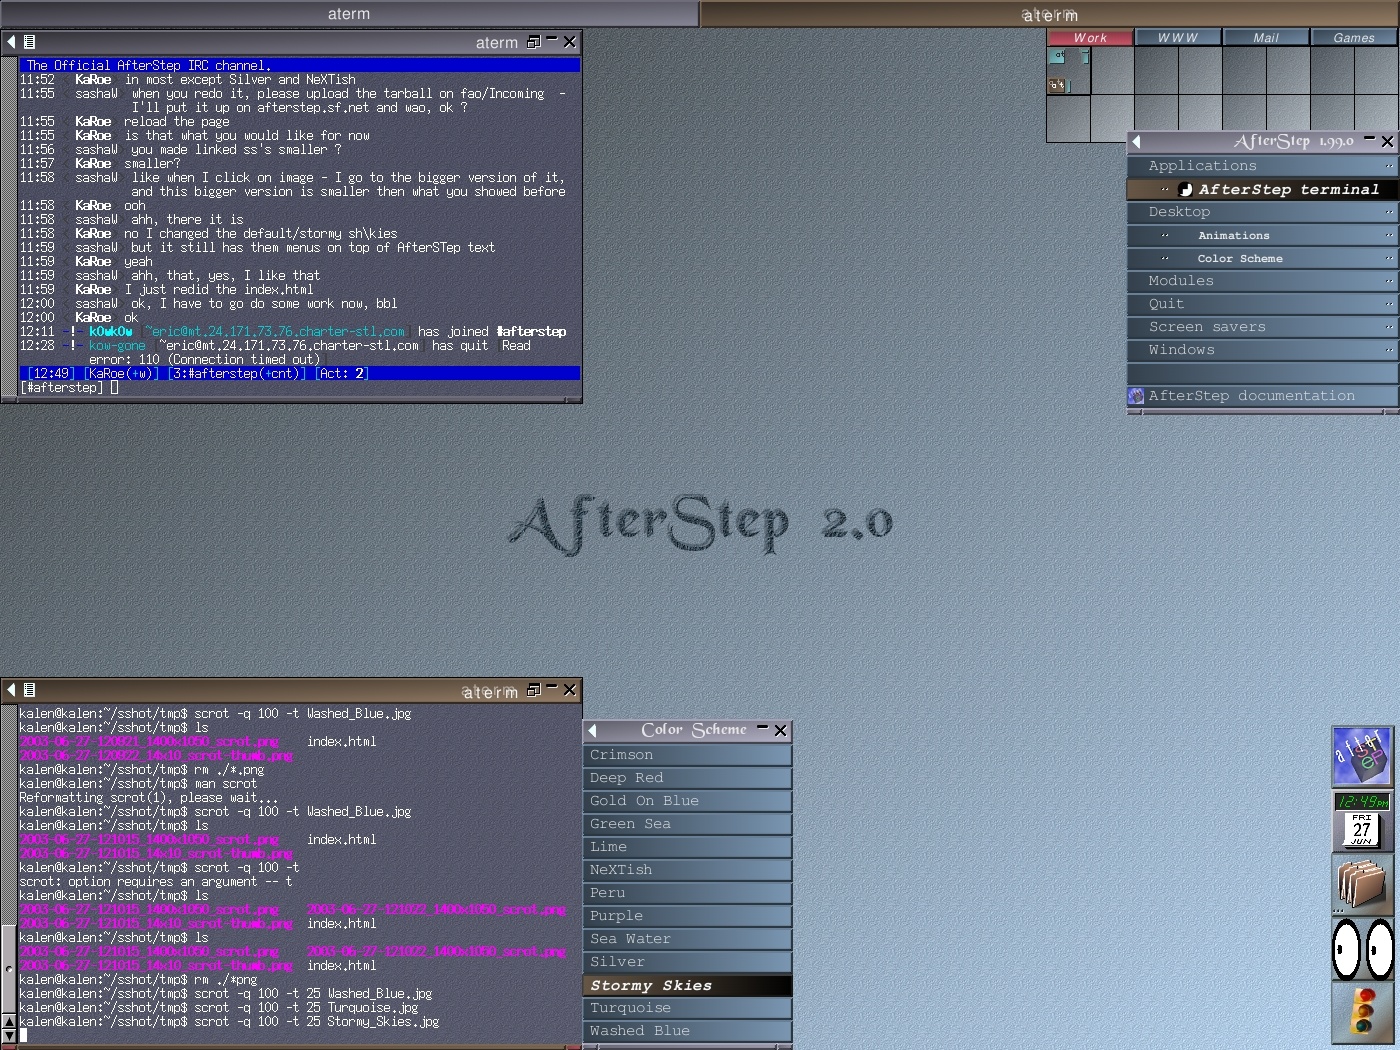 aterm
aterm
aterm
The Official AfterStep IRC channel.
11:52 < KaRoe> in most except Silver and NeXTish
11:55 < sashaW> when you redo it, please upload the tarball on fao/Incoming -
I'll put it up on afterstep.sf.net and wao, ok ?
11:55 < KaRoe> reload the page
11:55 < KaRoe> is that what you would like for now
11:56 < sashaW> you made linked ss's smaller ?
11:57 < KaRoe> smaller?
11:58 < sashaW> like when I click on image - I go to the bigger version of it,
and this bigger version is smaller then what you showed before
11:58 < KaRoe> ooh
11:58 < sashaW> ahh, there it is
11:58 < KaRoe> no I changed the default/stormy sh\kies
11:59 < sashaW> but it still has them menus on top of AfterSTep text
11:59 < KaRoe> yeah
11:59 < sashaW> ahh, that, yes, I like that
11:59 < KaRoe> I just redid the index.html
12:00 < sashaW> ok, I have to go do some work now, bbl
12:00 < KaRoe> ok
12:11 -!- k0wk0w [~eric@mt.24.171.73.76.charter-stl.com] has joined #afterstep
12:28 -!- kow-gone [~eric@mt.24.171.73.76.charter-stl.com] has quit [Read
error: 110 (Connection timed out)]
[12:49] [KaRoe(+w)] [3:#afterstep(+cnt)] [Act: 2]
[#afterstep]
Work
WWW
Mail
Games
AfterStep 1.99.0
Applications
AfterStep terminal
Desktop
Animations
Color Scheme
Modules
Quit
Screen savers
Windows
AfterStep documentation
AfterStep 2.0
aterm
kalen@kalen:~/sshot/tmp$ scrot -q 100 -t Washed_Blue.jpg
kalen@kalen:~/sshot/tmp$ ls
2003-06-27-120821_1400x1050_scrot.png index.html
2003-06-27-120822_14x10_scrot-thumb.png
kalen@kalen:~/sshot/tmp$ rm ./*.png
kalen@kalen:~/sshot/tmp$ man scrot
Reformatting scrot(1), please wait...
kalen@kalen:~/sshot/tmp$ scrot -q 100 -t Washed_Blue.jpg
kalen@kalen:~/sshot/tmp$ ls
2003-06-27-121015_1400x1050_scrot.png index.html
2003-06-27-121015_14x10_scrot-thumb.png
kalen@kalen:~/sshot/tmp$ scrot -q 100 -t
scrot: option requires an argument -- t
kalen@kalen:~/sshot/tmp$ ls
2003-06-27-121015_1400x1050_scrot.png 2003-06-27-121022_1400x1050_scrot.png
2003-06-27-121015_14x10_scrot-thumb.png index.html
kalen@kalen:~/sshot/tmp$ ls
2003-06-27-121015_1400x1050_scrot.png 2003-06-27-121022_1400x1050_scrot.png
2003-06-27-121015_14x10_scrot-thumb.png index.html
kalen@kalen:~/sshot/tmp$ rm ./*png
kalen@kalen:~/sshot/tmp$ scrot -q 100 -t 25 Washed_Blue.jpg
kalen@kalen:~/sshot/tmp$ scrot -q 100 -t 25 Turquoise.jpg
kalen@kalen:~/sshot/tmp$ scrot -q 100 -t 25 Stormy_Skies.jpg
Color Scheme
Crimson
Deep Red
Gold On Blue
Green Sea
Lime
NeXTish
Peru
Purple
Sea Water
Silver
Stormy Skies
Turquoise
Washed Blue
after
step
12:49PM
FRI
27
JUN